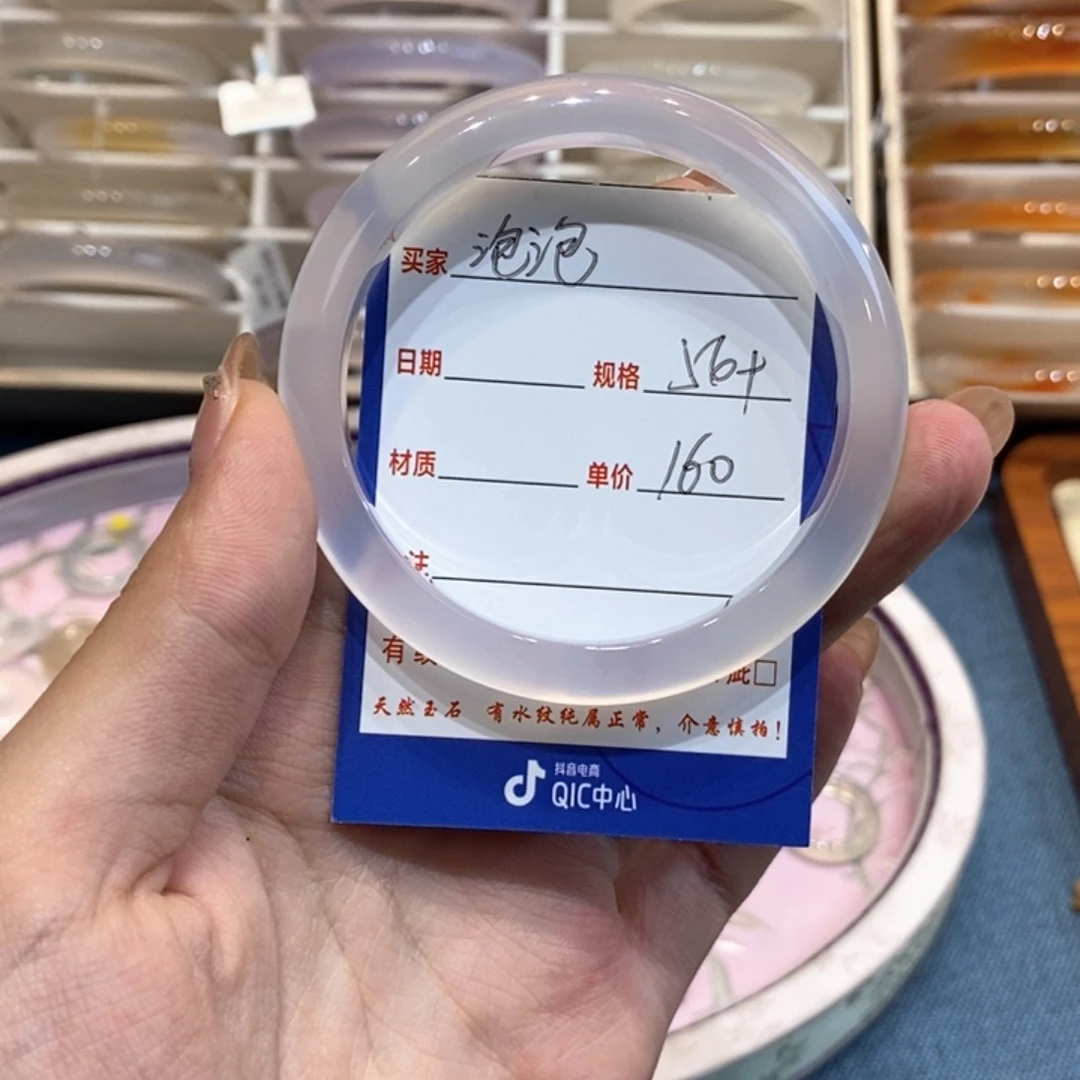 买家 泡泡
日期 规格 56+
材质 单价 160
注
有 疵□
天然玉石 有水纹纯属正常，介意慎拍！
抖音电商
QIC中心